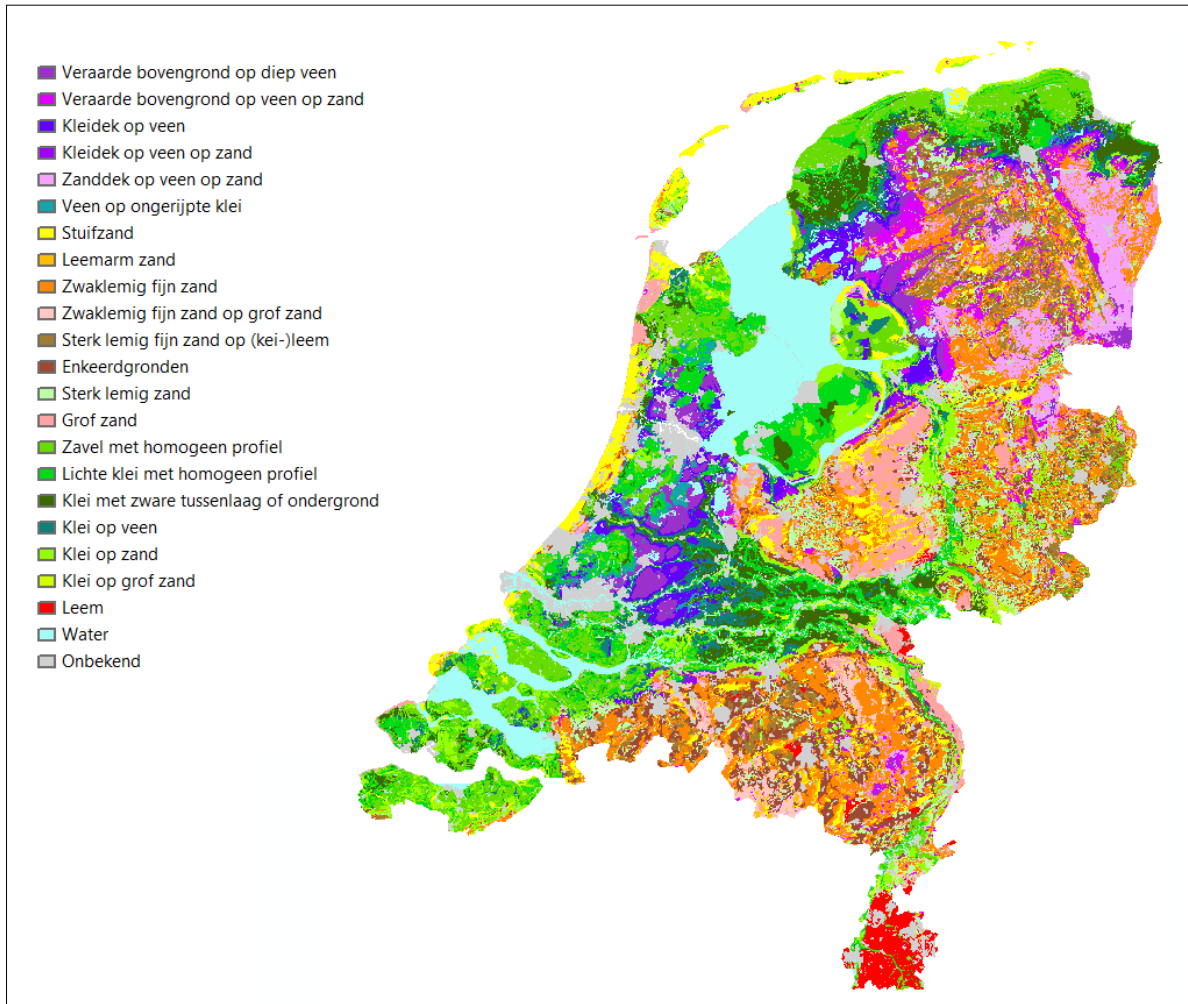 Veraarde bovengrond op diep veen
Veraarde bovengrond op veen op zand
Kleidek op veen
Kleidek op veen op zand
Zanddek op veen op zand
Veen op ongerijpte klei
Stuifzand
Leemarm zand
Zwaklemig fijn zand
Zwaklemig fijn zand op grof zand
Sterk lemig fijn zand op (kei-)leem
Enkeerdgronden
Sterk lemig zand
Grof zand
Zavel met homogeen profiel
Lichte klei met homogeen profiel
Klei met zware tussenlaag of ondergrond
Klei op veen
Klei op zand
Klei op grof zand
Leem
Water
Onbekend